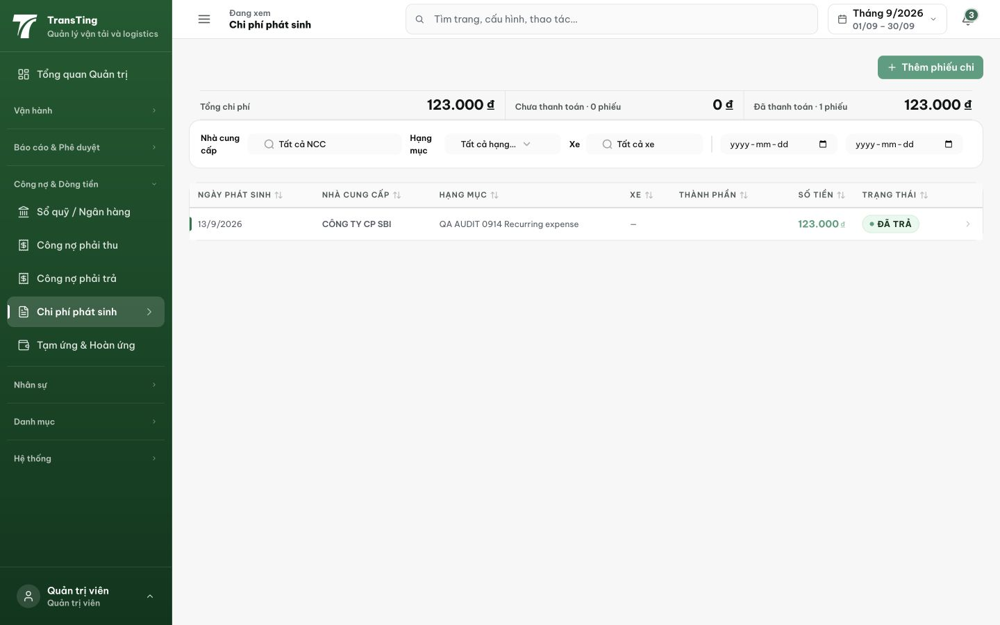 TransTing
Quản lý vận tải và logistics
Đang xem
Chi phí phát sinh
Tìm trang, cấu hình, thao tác...
Tháng 9/2026
01/09 – 30/09
3
Tổng quan Quản trị
Vận hành
Báo cáo & Phê duyệt
Công nợ & Dòng tiền
Sổ quỹ / Ngân hàng
Công nợ phải thu
Công nợ phải trả
Chi phí phát sinh
Tạm ứng & Hoàn ứng
Nhân sự
Danh mục
Hệ thống
Quản trị viên
Quản trị viên
+ Thêm phiếu chi
Tổng chi phí 123.000 ₫
Chưa thanh toán · 0 phiếu 0 ₫
Đã thanh toán · 1 phiếu 123.000 ₫
Nhà cung cấp
Tất cả NCC
Hạng mục
Tất cả hạng...
Xe
Tất cả xe
yyyy-mm-dd
yyyy-mm-dd
NGÀY PHÁT SINH NHÀ CUNG CẤP HẠNG MỤC XE THÀNH PHẦN SỐ TIỀN TRẠNG THÁI
13/9/2026 CÔNG TY CP SBI QA AUDIT 0914 Recurring expense – 123.000 ₫ ĐÃ TRẢ